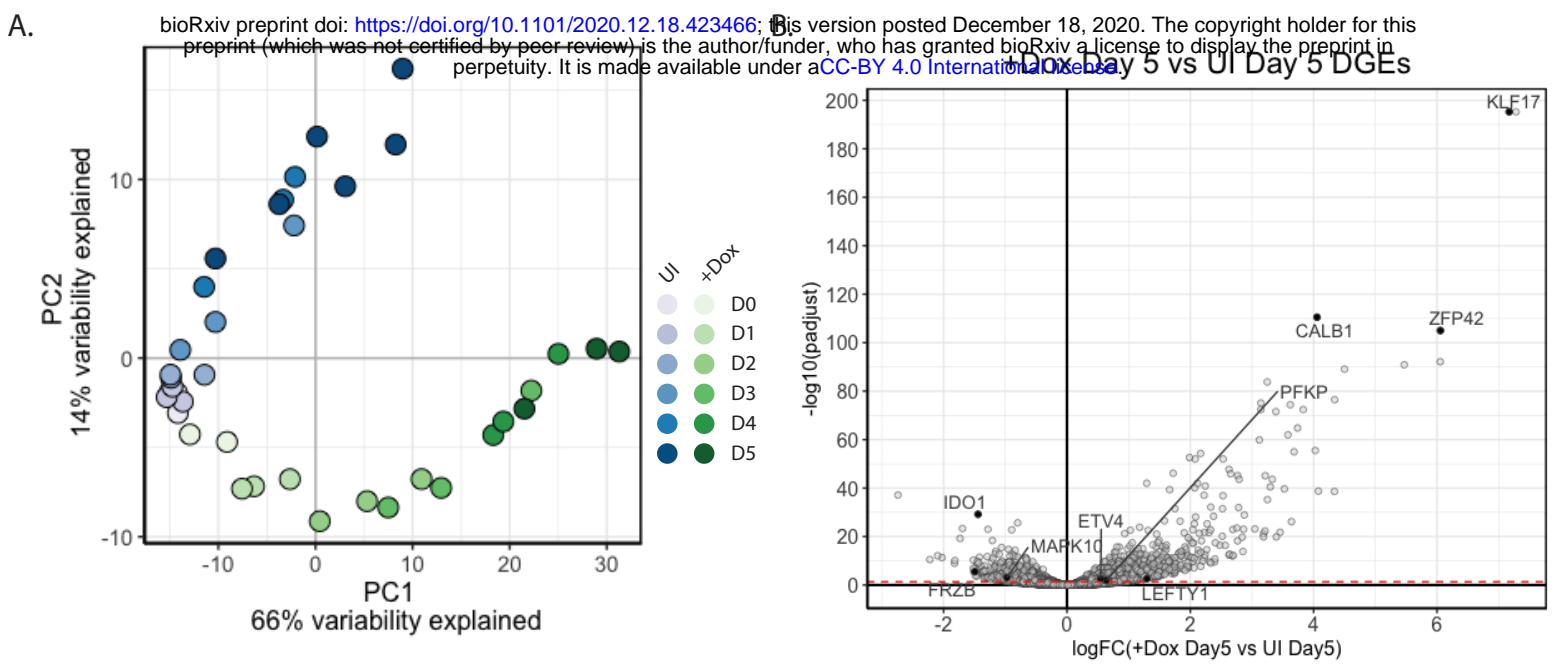 A.
B.
bioRxiv preprint doi: https://doi.org/10.1101/2020.12.18.423466; this version posted December 18, 2020. The copyright holder for this
preprint (which was not certified by peer review) is the author/funder, who has granted bioRxiv a license to display the preprint in
perpetuity. It is made available under aCC-BY 4.0 International license.
10
0
-10
PC2
14% variability explained
-10
0
10
20
30
PC1
66% variability explained
UI
+Dox
D0
D1
D2
D3
D4
D5
+Dox Day 5 vs UI Day 5 DGEs
200
180
160
140
120
100
80
60
40
20
0
-log10(padjust)
KLF17
CALB1
ZFP42
PFKP
IDO1
ETV4
MAPK10
FRZB
LEFTY1
-2
0
2
4
6
logFC(+Dox Day5 vs UI Day5)